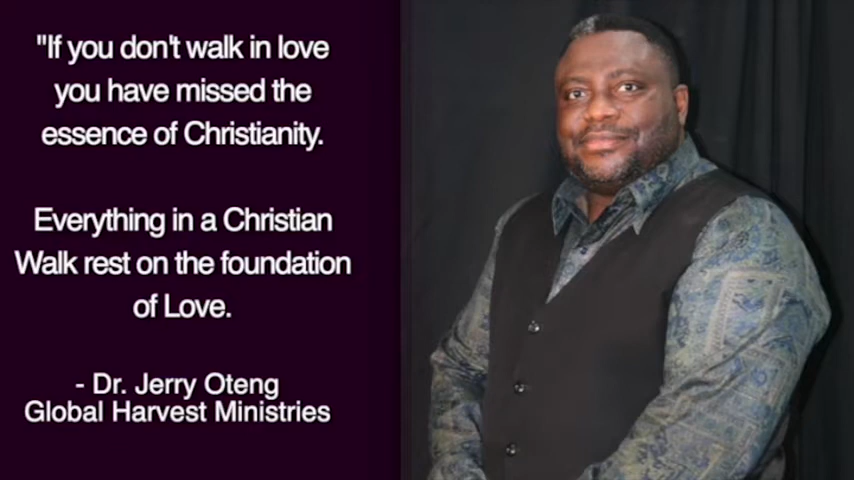 "If you don't walk in love
you have missed the
essence of Christianity.
Everything in a Christian
Walk rest on the foundation
of Love.
- Dr. Jerry Oteng
Global Harvest Ministries